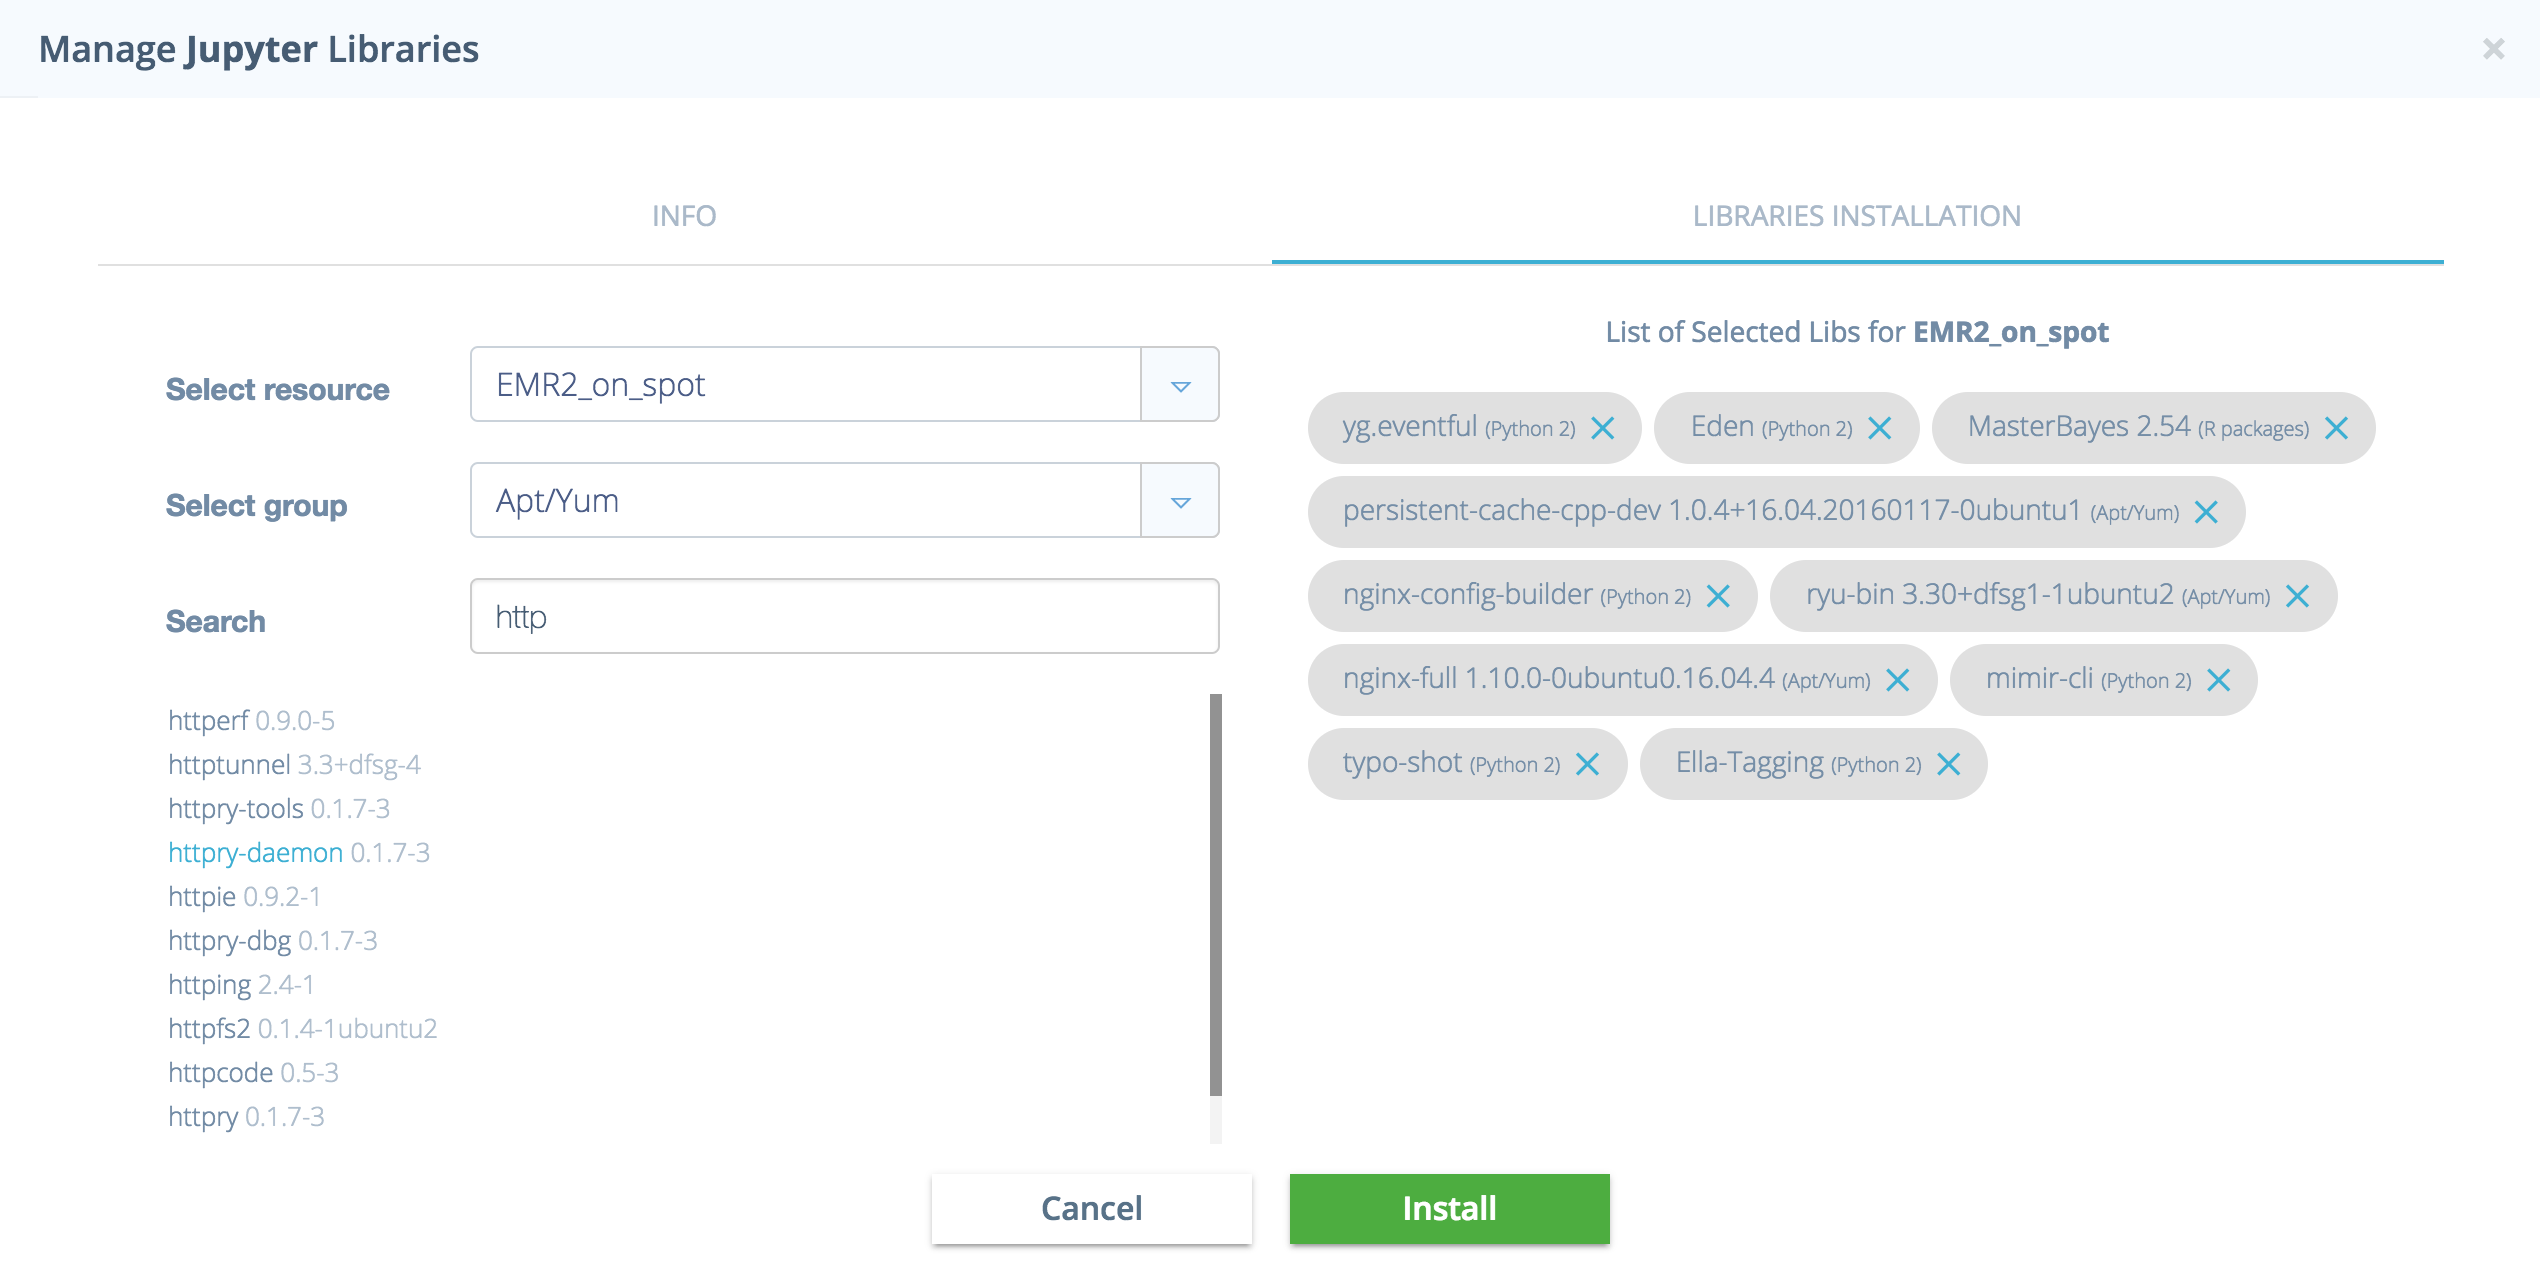 Manage Jupyter Libraries
INFO
LIBRARIES INSTALLATION
Select resource
EMR2_on_spot
Select group
Apt/Yum
Search
http
httperf 0.9.0-5
httptunnel 3.3+dfsg-4
httpry-tools 0.1.7-3
httpry-daemon 0.1.7-3
httpie 0.9.2-1
httpry-dbg 0.1.7-3
httping 2.4-1
httpfs2 0.1.4-1ubuntu2
httpcode 0.5-3
httpry 0.1.7-3
List of Selected Libs for EMR2_on_spot
yg.eventful (Python 2)
Eden (Python 2)
MasterBayes 2.54 (R packages)
persistent-cache-cpp-dev 1.0.4+16.04.20160117-0ubuntu1 (Apt/Yum)
nginx-config-builder (Python 2)
ryu-bin 3.30+dfsg1-1ubuntu2 (Apt/Yum)
nginx-full 1.10.0-0ubuntu0.16.04.4 (Apt/Yum)
mimir-cli (Python 2)
typo-shot (Python 2)
Ella-Tagging (Python 2)
Cancel
Install